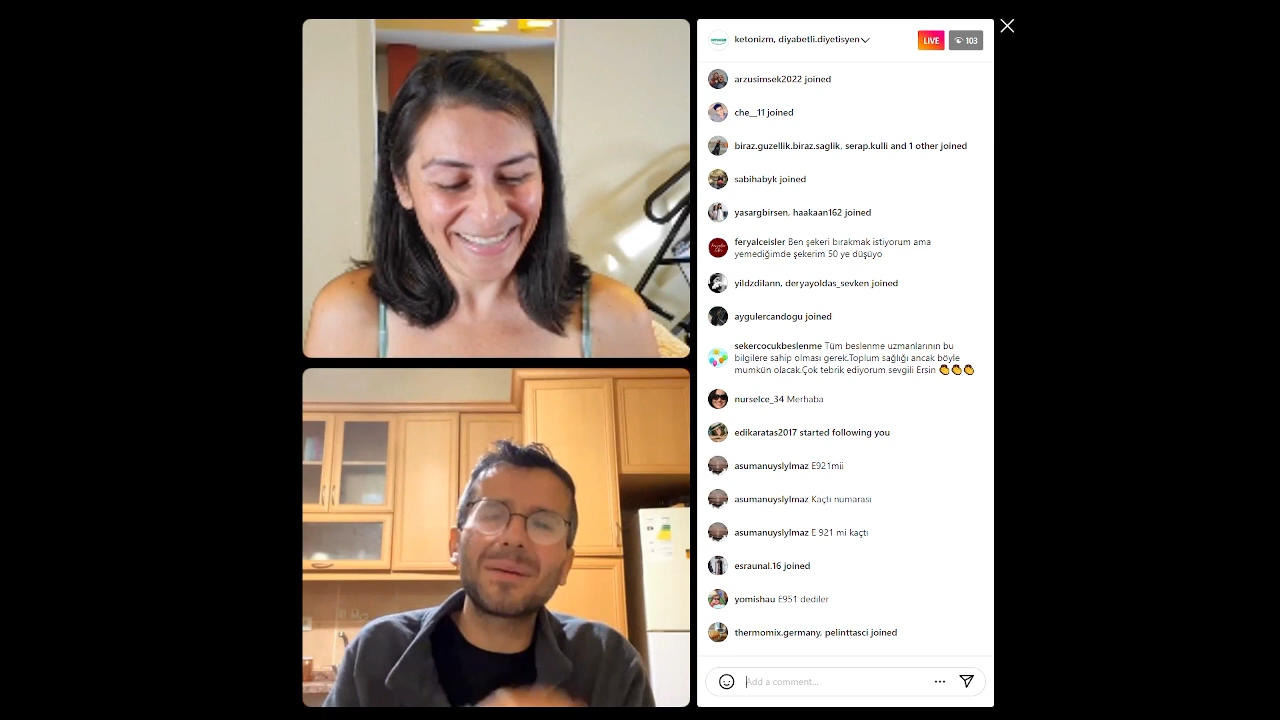 ketonizm, diyabetli.diyetisyen
LIVE
103
arzusimsek2022 joined
che__11 joined
biraz.guzellik.biraz.saglik, serap.kulli and 1 other joined
sabihabyk joined
yasargbirsen, haakaan162 joined
feryalceisler Ben şekeri bırakmak istiyorum ama
yemediğimde şekerim 50 ye düşüyo
yildzdilann, deryayoldas_sevken joined
aygulercandogu joined
sekercocukbeslenme Tüm beslenme uzmanlarının bu
bilgilere sahip olması gerek.Toplum sağlığı ancak böyle
mumkün olacak.Çok tebrik ediyorum sevgili Ersin 👏👏👏
nurselce_34 Merhaba
edikaratas2017 started following you
asumanuyslylmaz E921mii
asumanuyslylmaz Kaçtı numarası
asumanuyslylmaz E 921 mi kaçtı
esraunal.16 joined
yomishau E951 dediler
thermomix.germany, pelinttasci joined
Add a comment...